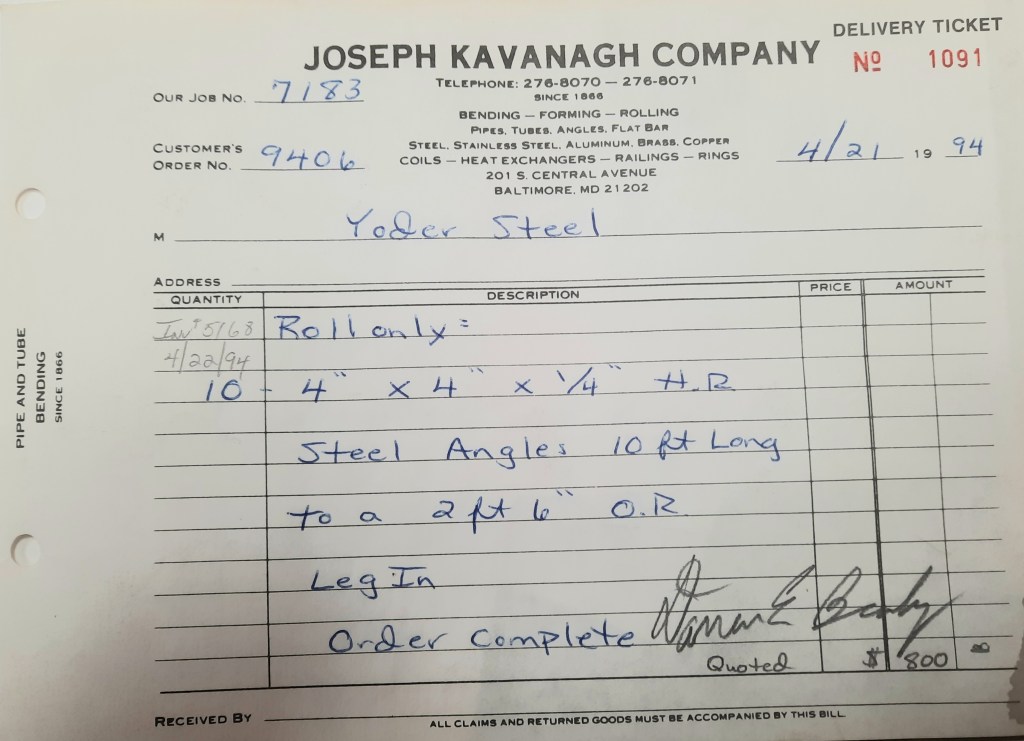 DELIVERY TICKET
JOSEPH KAVANAGH COMPANY
Nº 1091
TELEPHONE: 276-8070 — 276-8071
SINCE 1866
OUR JOB NO. 7183
BENDING — FORMING — ROLLING
PIPES, TUBES, ANGLES, FLAT BAR
STEEL, STAINLESS STEEL, ALUMINUM, BRASS, COPPER
COILS — HEAT EXCHANGERS — RAILINGS — RINGS
201 S. CENTRAL AVENUE
BALTIMORE, MD 21202
CUSTOMER'S
ORDER NO. 9406
4/21 19 94
M Yoder Steel
ADDRESS
QUANTITY DESCRIPTION PRICE AMOUNT
Inv # 5168 Roll only:
4/22/94
10 - 4" x 4" x 1/4" H.R
Steel Angles 10 ft Long
to a 2 ft 6" O.R
Leg In
Order Complete
Quoted $ 800 00
RECEIVED BY
ALL CLAIMS AND RETURNED GOODS MUST BE ACCOMPANIED BY THIS BILL
PIPE AND TUBE
BENDING
SINCE 1866